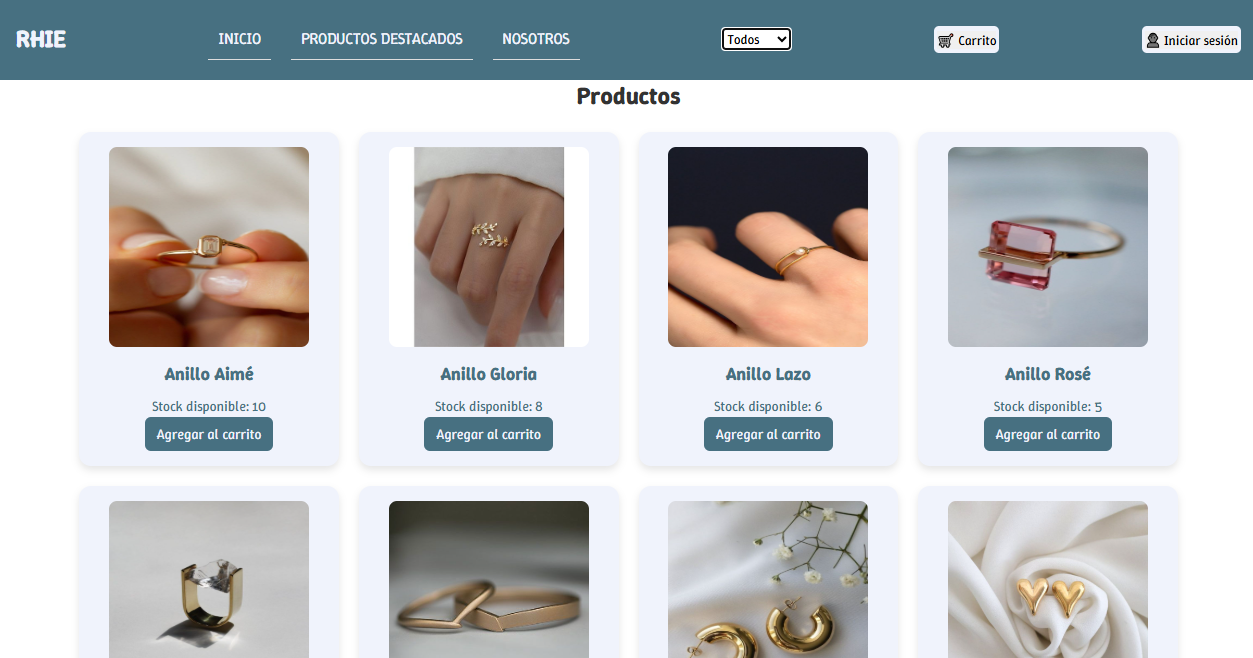 RHIE
INICIO
PRODUCTOS DESTACADOS
NOSOTROS
Todos
Carrito
Iniciar sesión
Productos
Anillo Aimé
Stock disponible: 10
Agregar al carrito
Anillo Gloria
Stock disponible: 8
Agregar al carrito
Anillo Lazo
Stock disponible: 6
Agregar al carrito
Anillo Rosé
Stock disponible: 5
Agregar al carrito